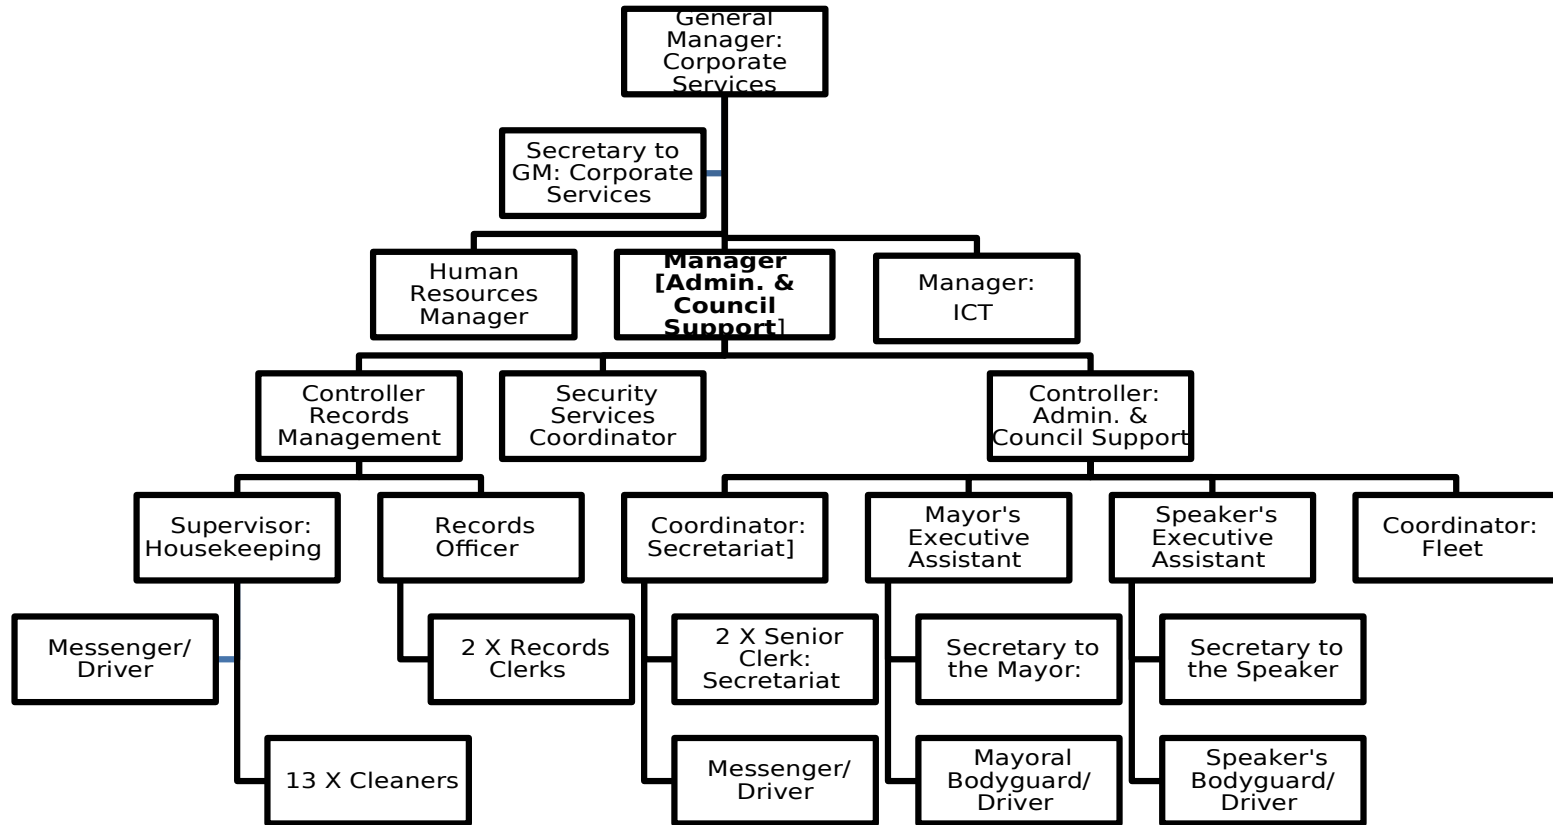 General
Manager:
Corporate
Services
Secretary to
GM: Corporate
Services
Human
Resources
Manager
Manager
[Admin. &
Council
Support]
Manager:
ICT
Controller
Records
Management
Security
Services
Coordinator
Controller:
Admin. &
Council Support
Supervisor:
Housekeeping
Records
Officer
Coordinator:
Secretariat]
Mayor's
Executive
Assistant
Speaker's
Executive
Assistant
Coordinator:
Fleet
Messenger/
Driver
2 X Records
Clerks
2 X Senior
Clerk:
Secretariat
Secretary to
the Mayor:
Secretary to
the Speaker
13 X Cleaners
Messenger/
Driver
Mayoral
Bodyguard/
Driver
Speaker's
Bodyguard/
Driver